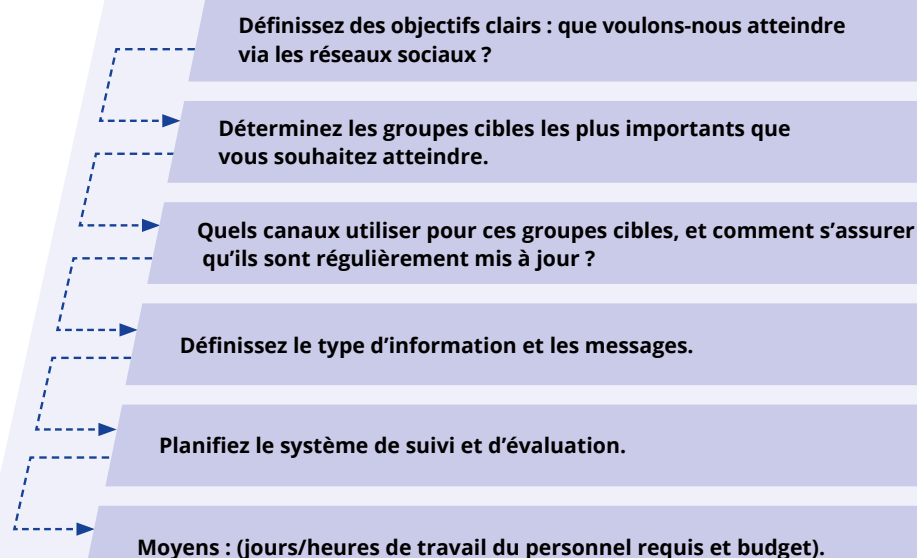 Définissez des objectifs clairs : que voulons-nous atteindre
via les réseaux sociaux ?
Déterminez les groupes cibles les plus importants que
vous souhaitez atteindre.
Quels canaux utiliser pour ces groupes cibles, et comment s’assurer
qu’ils sont régulièrement mis à jour ?
Définissez le type d’information et les messages.
Planifiez le système de suivi et d’évaluation.
Moyens : (jours/heures de travail du personnel requis et budget).